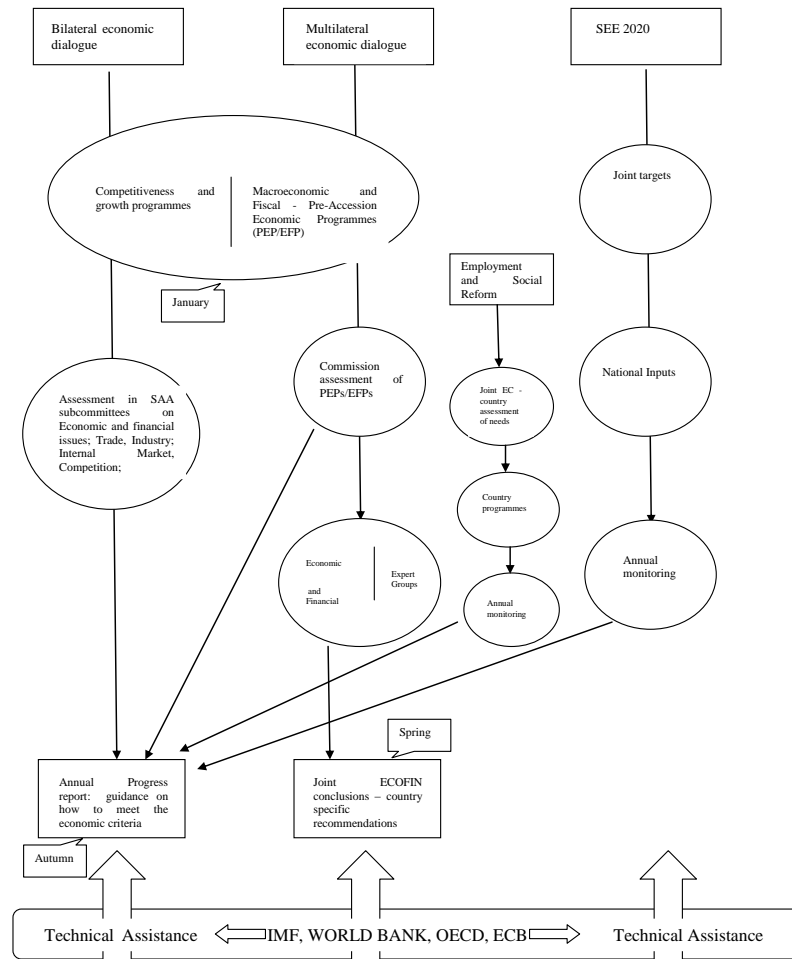 Bilateral economic
dialogue
Multilateral
economic dialogue
SEE 2020
Competitiveness and
growth programmes
Macroeconomic and
Fiscal - Pre-Accession
Economic Programmes
(PEP/EFP)
Joint targets
January
Employment
and Social
Reform
Assessment in SAA
subcommittees on
Economic and financial
issues; Trade, Industry;
Internal Market,
Competition;
Commission
assessment of
PEPs/EFPs
Joint EC -
country
assessment
of needs
National Inputs
Country
programmes
Economic
and
Financial
Expert
Groups
Annual
monitoring
Annual
monitoring
Spring
Annual Progress
report: guidance on
how to meet the
economic criteria
Joint ECOFIN
conclusions – country
specific
recommendations
Autumn
Technical Assistance
IMF, WORLD BANK, OECD, ECB
Technical Assistance